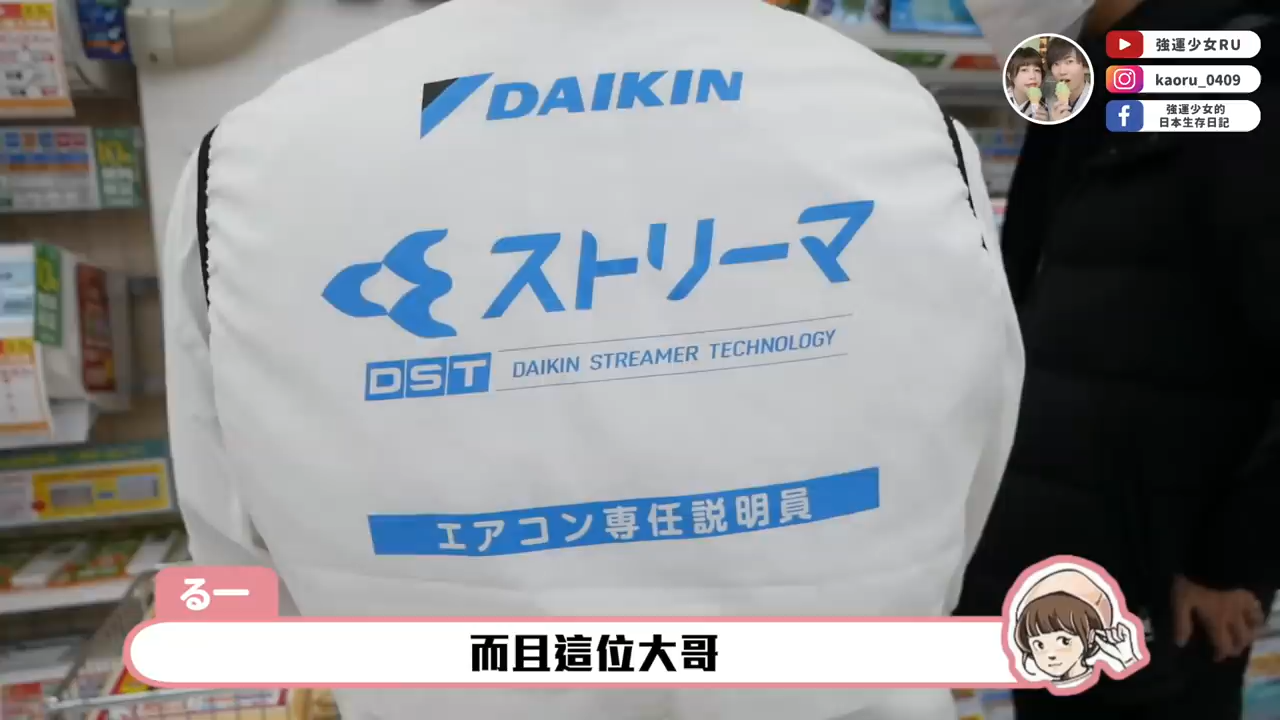 DAIKIN
ストリーマ
DST DAIKIN STREAMER TECHNOLOGY
エアコン専任説明員
強運少女RU
kaoru_0409
強運少女的
日本生存日記
るー
而且這位大哥